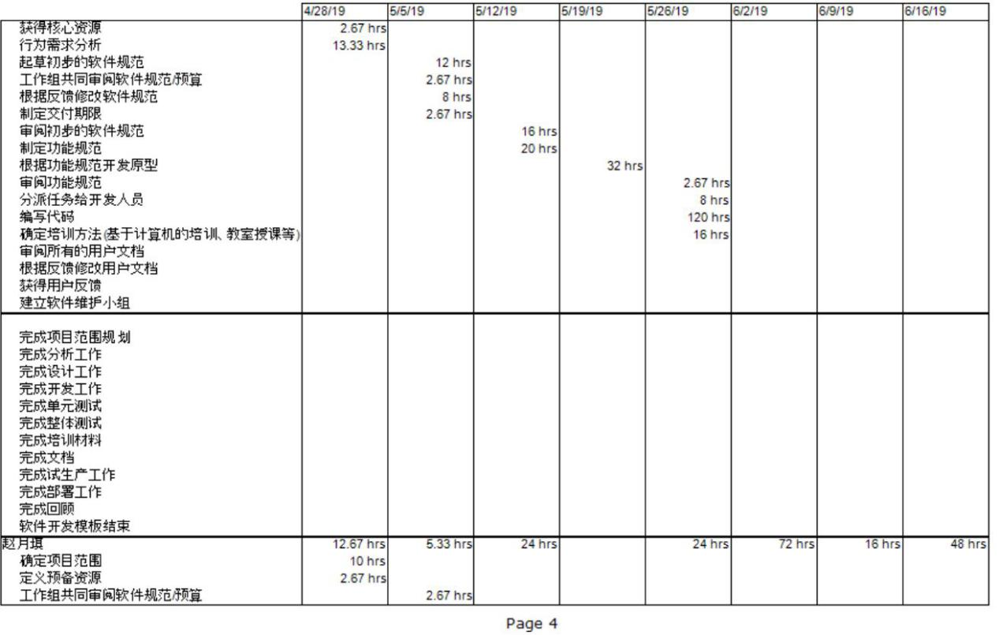 4/28/19 5/5/19 5/12/19 5/19/19 5/26/19 6/2/19 6/9/19 6/16/19
获得核心资源 2.67 hrs
行为需求分析 13.33 hrs
起草初步的软件规范 12 hrs
工作组共同审阅软件规范/预算 2.67 hrs
根据反馈修改软件规范 8 hrs
制定交付期限 2.67 hrs
审阅初步的软件规范 16 hrs
制定功能规范 20 hrs
根据功能规范开发原型 32 hrs
审阅功能规范 2.67 hrs
分派任务给开发人员 8 hrs
编写代码 120 hrs
确定培训方法(基于计算机的培训、教室授课等) 16 hrs
审阅所有的用户文档
根据反馈修改用户文档
获得用户反馈
建立软件维护小组
完成项目范围规划
完成分析工作
完成设计工作
完成开发工作
完成单元测试
完成整体测试
完成培训材料
完成文档
完成试生产工作
完成部署工作
完成回顾
软件开发模板结束
赵月填 12.67 hrs 5.33 hrs 24 hrs 24 hrs 72 hrs 16 hrs 48 hrs
确定项目范围 10 hrs
定义预备资源 2.67 hrs
工作组共同审阅软件规范/预算 2.67 hrs
Page 4